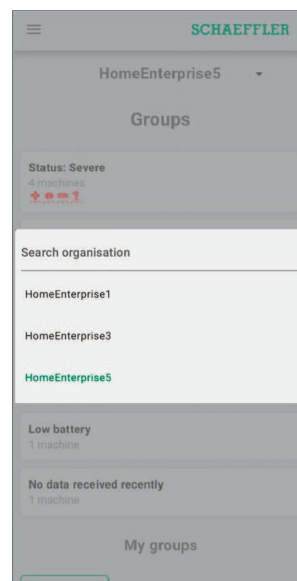 SCHAEFFLER
HomeEnterprise5
Groups
Status: Severe
4 machines
Search organisation
HomeEnterprise1
HomeEnterprise3
HomeEnterprise5
Low battery
1 machine
No data received recently
1 machine
My groups